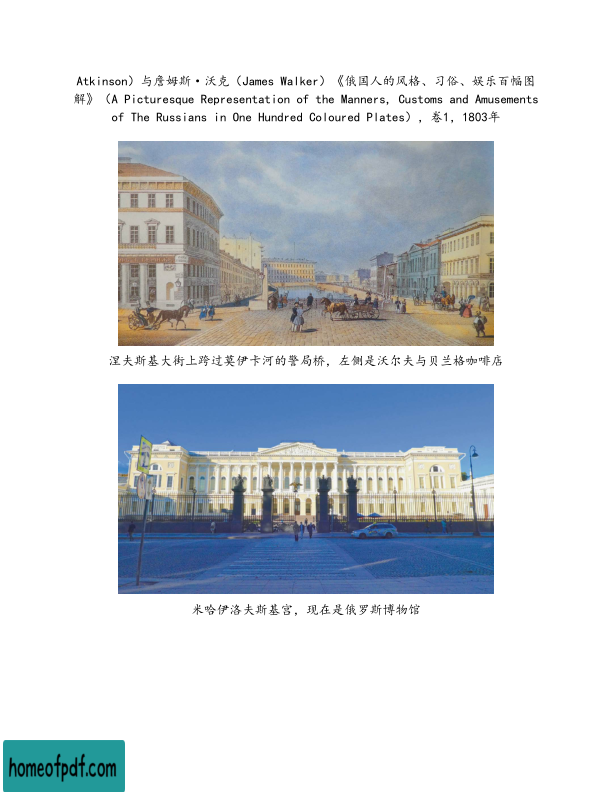 Atkinson）与詹姆斯·沃克（James Walker）《俄国人的风格、习俗、娱乐百幅图
解》（A Picturesque Representation of the Manners, Customs and Amusements
of The Russians in One Hundred Coloured Plates），卷1，1803年
涅夫斯基大街上跨过莫伊卡河的警局桥，左侧是沃尔夫与贝兰格咖啡店
米哈伊洛夫斯基宫，现在是俄罗斯博物馆
homeofpdf.com